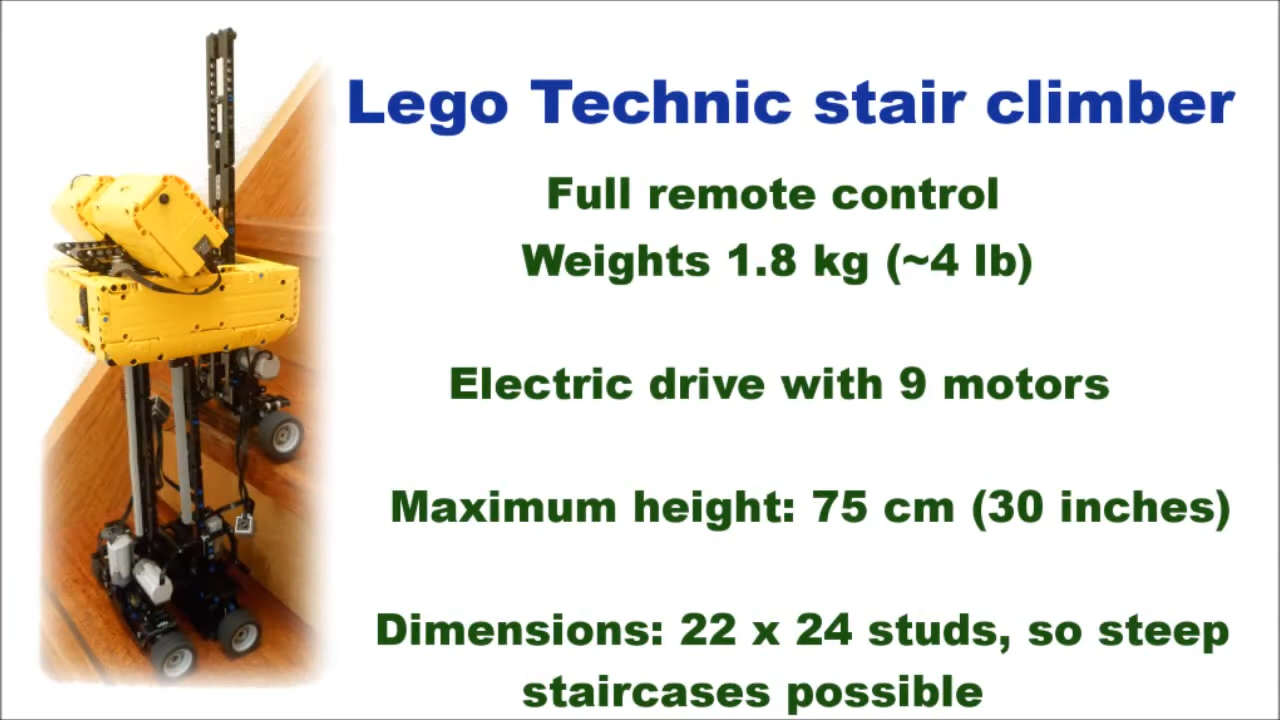 Lego Technic stair climber
Full remote control
Weights 1.8 kg (~4 lb)
Electric drive with 9 motors
Maximum height: 75 cm (30 inches)
Dimensions: 22 x 24 studs, so steep
staircases possible